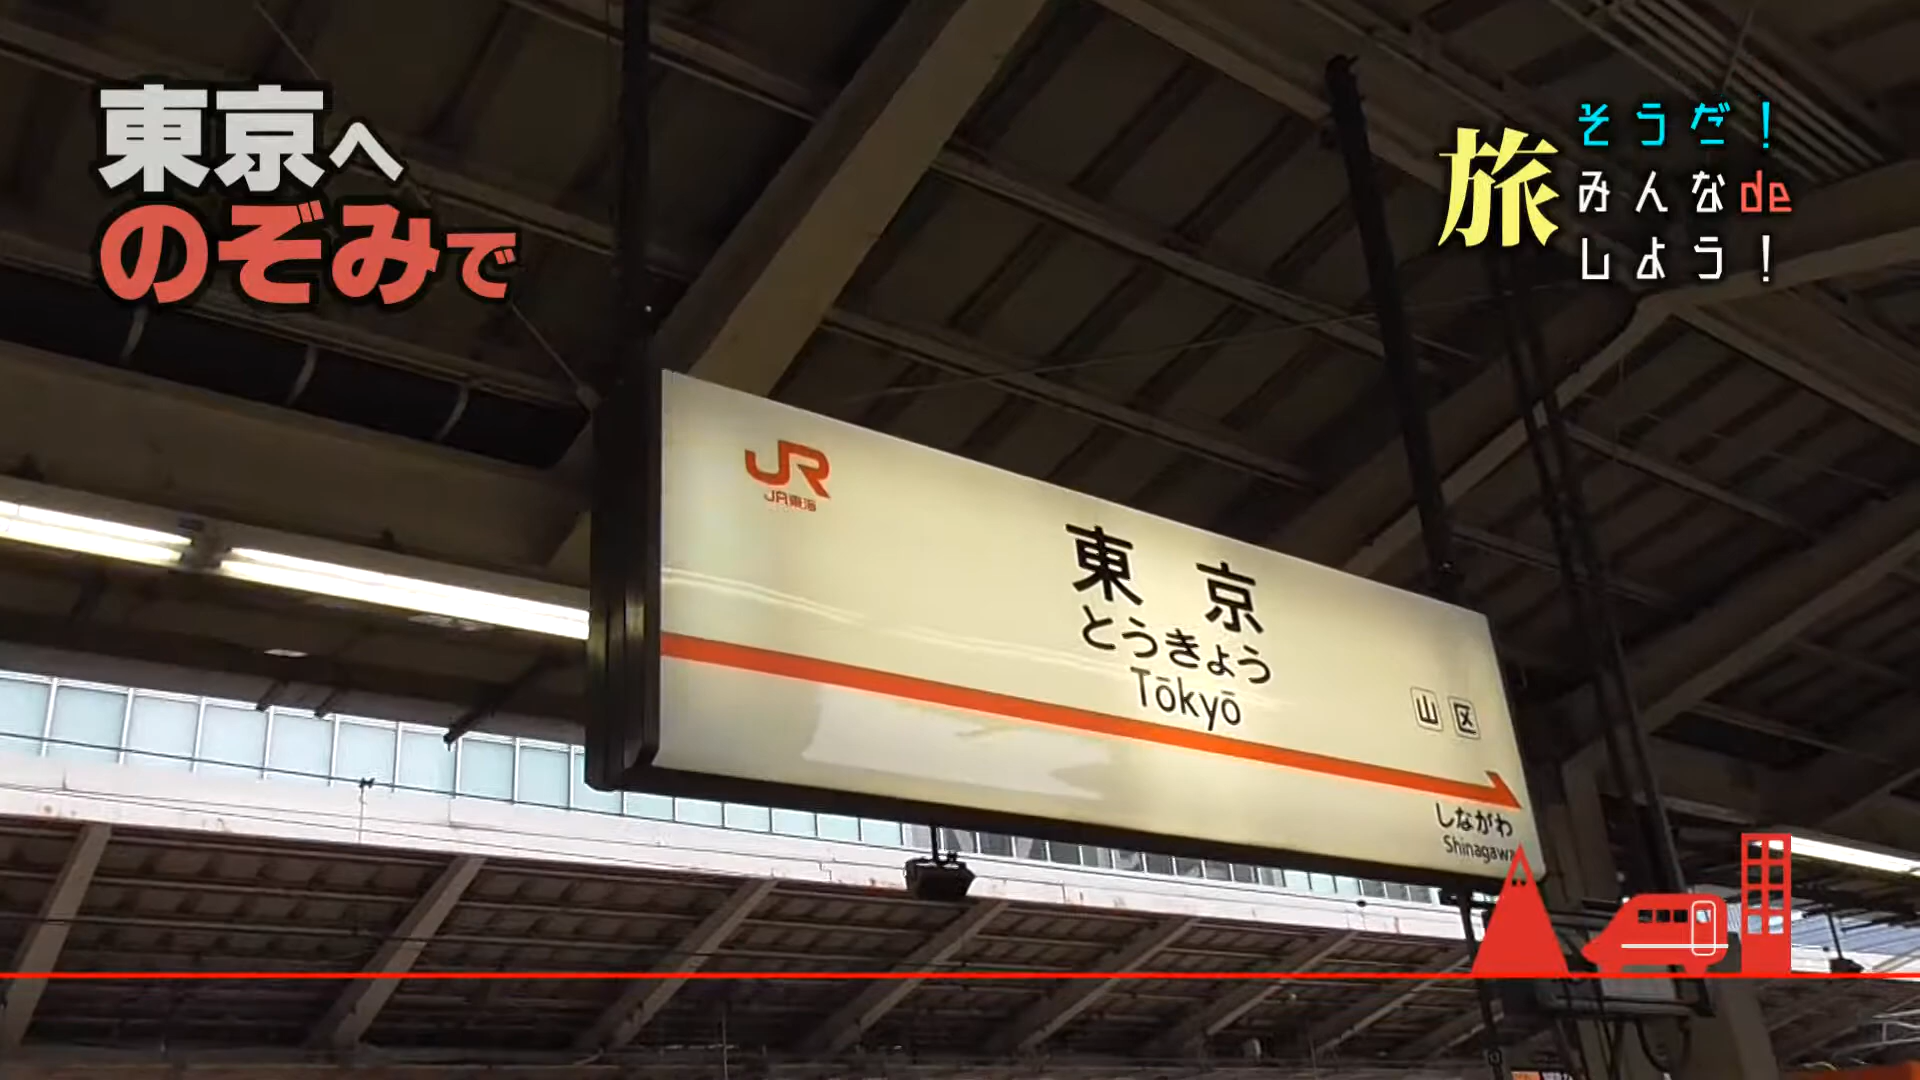 東京へ
のぞみで
旅
そうだ！
みんなde
しよう！
JR
JR東海
東京
とうきょう
Tōkyō
山区
しながわ
Shinagawa